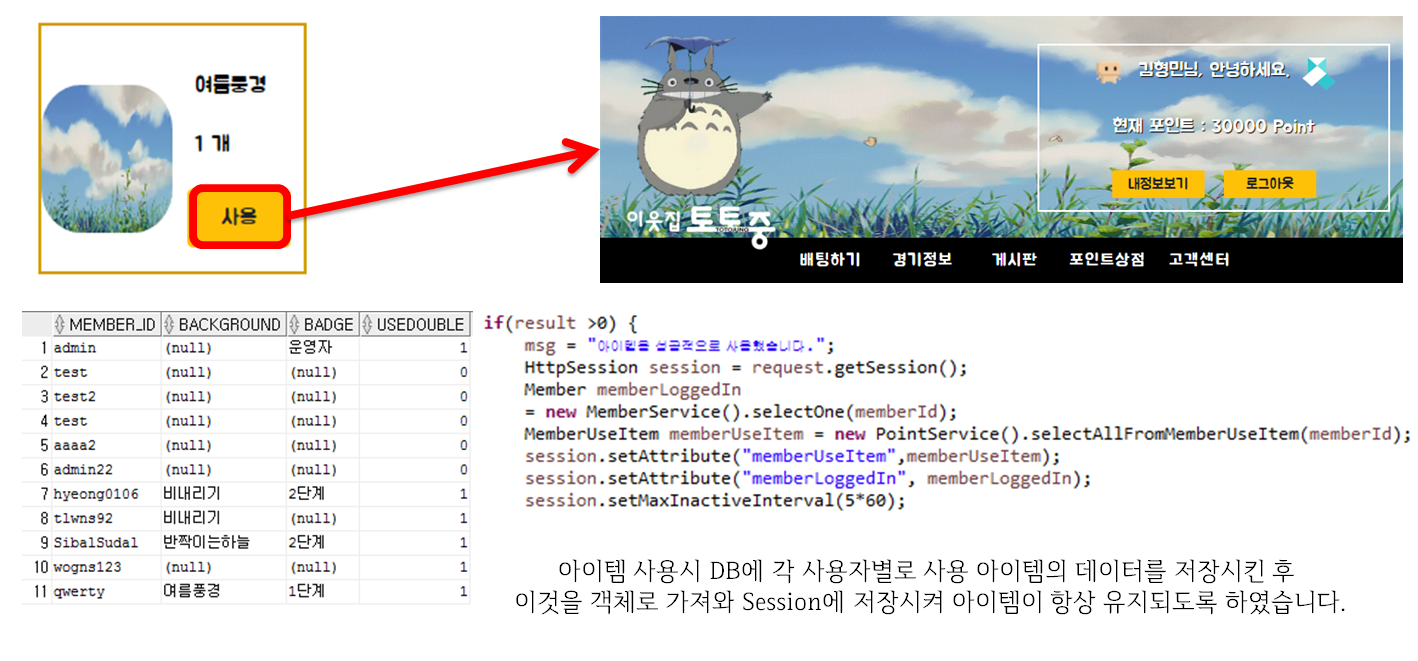 여름풍경
1 개
사용
김형민님, 안녕하세요.
현재 포인트 : 30000 Point
내정보보기 로그아웃
이웃집 토토중
TOTOJUNG
배팅하기 경기정보 게시판 포인트상점 고객센터
MEMBER_ID BACKGROUND BADGE USEDOUBLE
1 admin (null) 운영자 1
2 test (null) (null) 0
3 test2 (null) (null) 0
4 test (null) (null) 0
5 aaaa2 (null) (null) 0
6 admin22 (null) (null) 0
7 hyeong0106 비내리기 2단계 1
8 tlwns92 비내리기 (null) 1
9 SibalSudal 반짝이는하늘 2단계 1
10 wogns123 (null) (null) 1
11 qwerty 여름풍경 1단계 1
if(result >0) {
msg = "아이템을 성공적으로 사용했습니다.";
HttpSession session = request.getSession();
Member memberLoggedIn
= new MemberService().selectOne(memberId);
MemberUseItem memberUseItem = new PointService().selectAllFromMemberUseItem(memberId);
session.setAttribute("memberUseItem",memberUseItem);
session.setAttribute("memberLoggedIn", memberLoggedIn);
session.setMaxInactiveInterval(5*60);
아이템 사용시 DB에 각 사용자별로 사용 아이템의 데이터를 저장시킨 후
이것을 객체로 가져와 Session에 저장시켜 아이템이 항상 유지되도록 하였습니다.